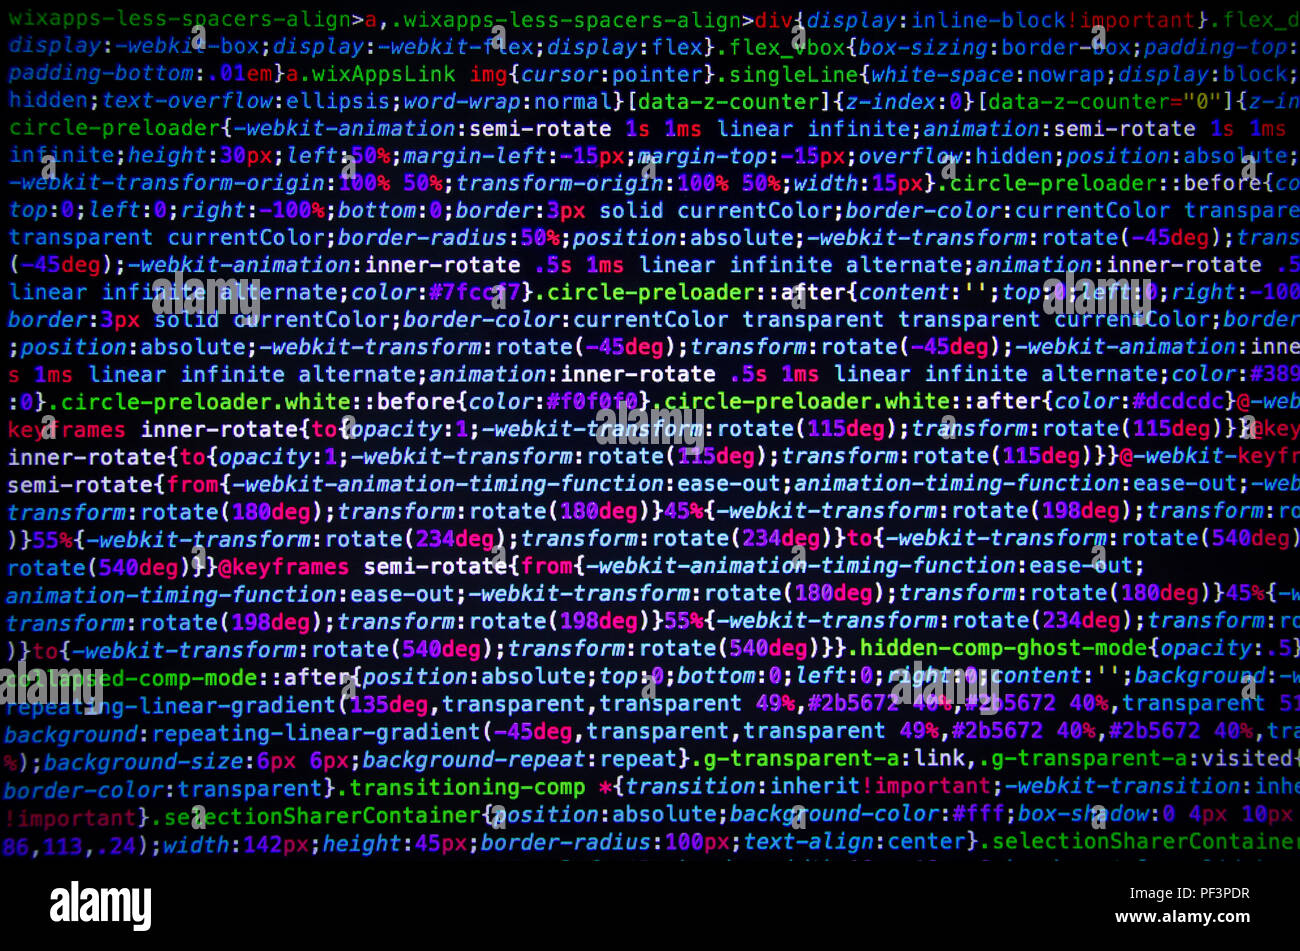 wixapps-less-spacers-align>a,.wixapps-less-spacers-align>div{display:inline-block!important}.flex_d
display:-webkit-box;display:-webkit-flex;display:flex}.flex_vbox{box-sizing:border-box;padding-top:
padding-bottom:.01em}a.wixAppsLink img{cursor:pointer}.singleLine{white-space:nowrap;display:block;
hidden;text-overflow:ellipsis;word-wrap:normal}[data-z-counter]{z-index:0}[data-z-counter="0"]{z-in
circle-preloader{-webkit-animation:semi-rotate 1s 1ms linear infinite;animation:semi-rotate 1s 1ms
infinite;height:30px;left:50%;margin-left:-15px;margin-top:-15px;overflow:hidden;position:absolute;
-webkit-transform-origin:100% 50%;transform-origin:100% 50%;width:15px}.circle-preloader::before{co
top:0;left:0;right:-100%;bottom:0;border:3px solid currentColor;border-color:currentColor transpare
transparent currentColor;border-radius:50%;position:absolute;-webkit-transform:rotate(-45deg);trans
(-45deg);-webkit-animation:inner-rotate .5s 1ms linear infinite alternate;animation:inner-rotate .5
linear infinite alternate;color:#7fccf7}.circle-preloader::after{content:'';top:0;left:0;right:-100
border:3px solid currentColor;border-color:currentColor transparent transparent currentColor;border
;position:absolute;-webkit-transform:rotate(-45deg);transform:rotate(-45deg);-webkit-animation:inne
s 1ms linear infinite alternate;animation:inner-rotate .5s 1ms linear infinite alternate;color:#389
:0}.circle-preloader.white::before{color:#f0f0f0}.circle-preloader.white::after{color:#dcdcdc}@-web
keyframes inner-rotate{to{opacity:1;-webkit-transform:rotate(115deg);transform:rotate(115deg)}}@key
inner-rotate{to{opacity:1;-webkit-transform:rotate(115deg);transform:rotate(115deg)}}@-webkit-keyfr
semi-rotate{from{-webkit-animation-timing-function:ease-out;animation-timing-function:ease-out;-web
transform:rotate(180deg);transform:rotate(180deg)}45%{-webkit-transform:rotate(198deg);transform:ro
)}55%{-webkit-transform:rotate(234deg);transform:rotate(234deg)}to{-webkit-transform:rotate(540deg)
rotate(540deg)}}@keyframes semi-rotate{from{-webkit-animation-timing-function:ease-out;
animation-timing-function:ease-out;-webkit-transform:rotate(180deg);transform:rotate(180deg)}45%{-w
transform:rotate(198deg);transform:rotate(198deg)}55%{-webkit-transform:rotate(234deg);transform:ro
)}to{-webkit-transform:rotate(540deg);transform:rotate(540deg)}}.hidden-comp-ghost-mode{opacity:.5}
collapsed-comp-mode::after{position:absolute;top:0;bottom:0;left:0;right:0;content:'';background:-w
repeating-linear-gradient(135deg,transparent,transparent 49%,#2b5672 40%,#2b5672 40%,transparent 51
background:repeating-linear-gradient(-45deg,transparent,transparent 49%,#2b5672 40%,#2b5672 40%,tra
%);background-size:6px 6px;background-repeat:repeat}.g-transparent-a:link,.g-transparent-a:visited{
border-color:transparent}.transitioning-comp *{transition:inherit!important;-webkit-transition:inhe
!important}.selectionSharerContainer{position:absolute;background-color:#fff;box-shadow:0 4px 10px
86,113,.24);width:142px;height:45px;border-radius:100px;text-align:center}.selectionSharerContainer
alamy
Image ID: PF3PDR
www.alamy.com